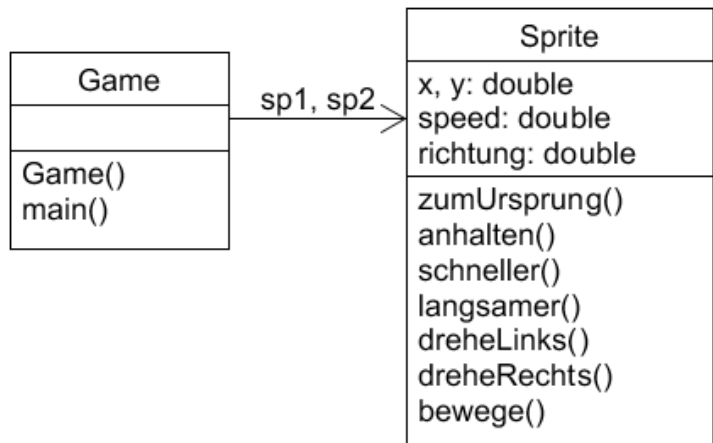 Game
Game()
main()
sp1, sp2
Sprite
x, y: double
speed: double
richtung: double
zumUrsprung()
anhalten()
schneller()
langsamer()
dreheLinks()
dreheRechts()
bewege()